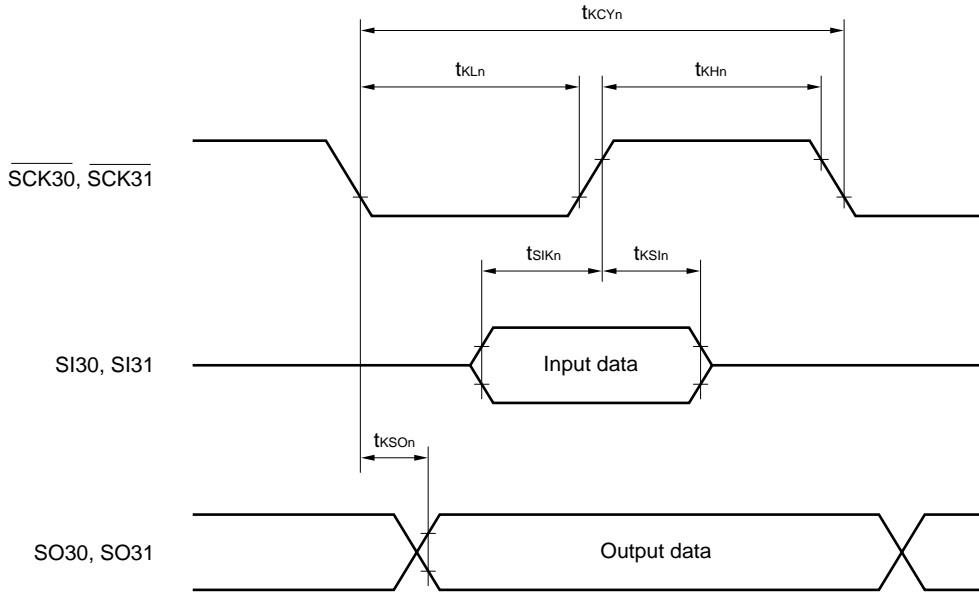 tKCYn
tKLn
tKHn
SCK30, SCK31
tSIKn
tKSIn
SI30, SI31
Input data
tKSOn
SO30, SO31
Output data